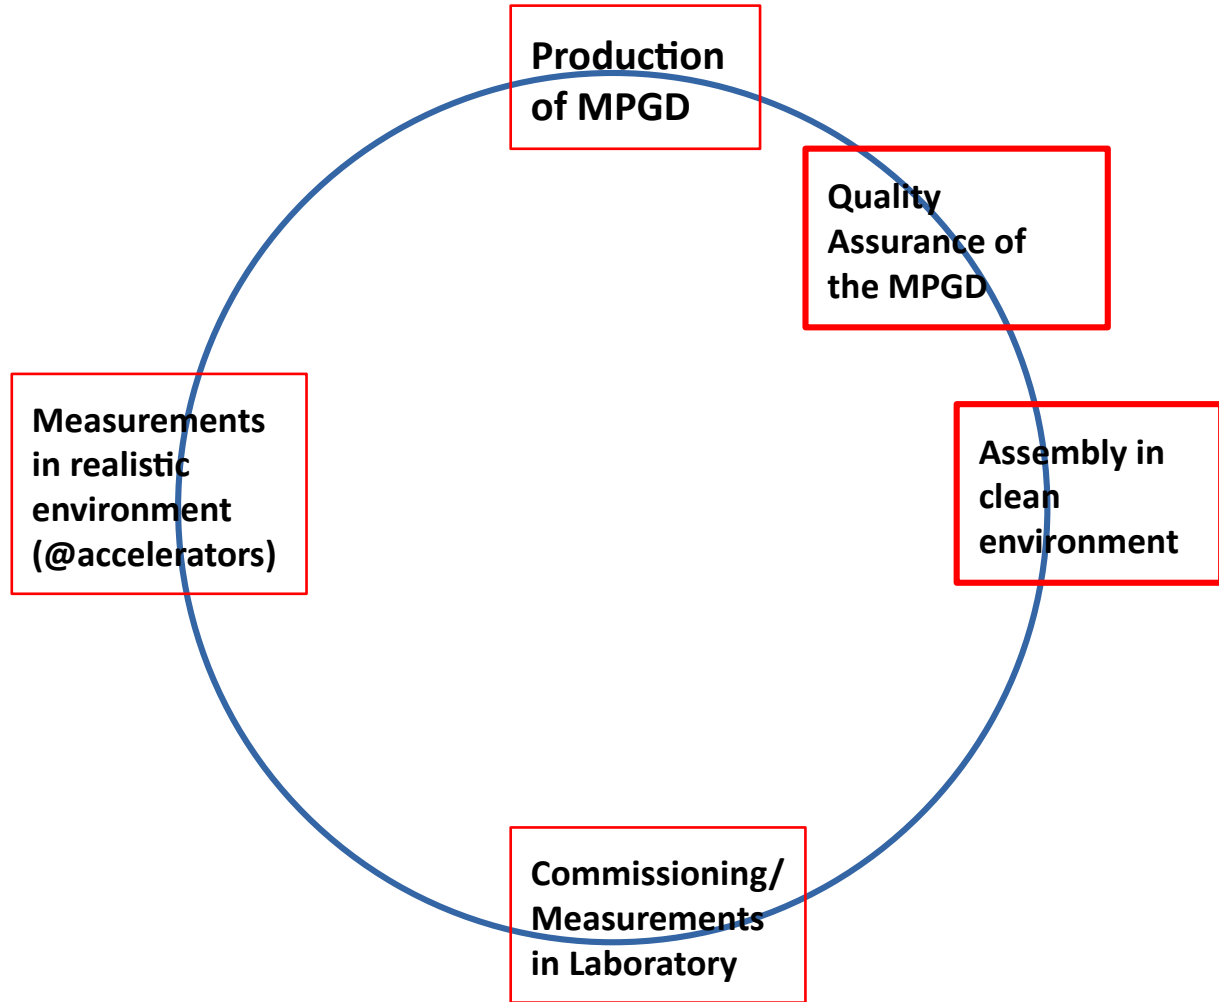 Production
of MPGD
Quality
Assurance of
the MPGD
Assembly in
clean
environment
Commissioning/
Measurements
in Laboratory
Measurements
in realistic
environment
(@accelerators)